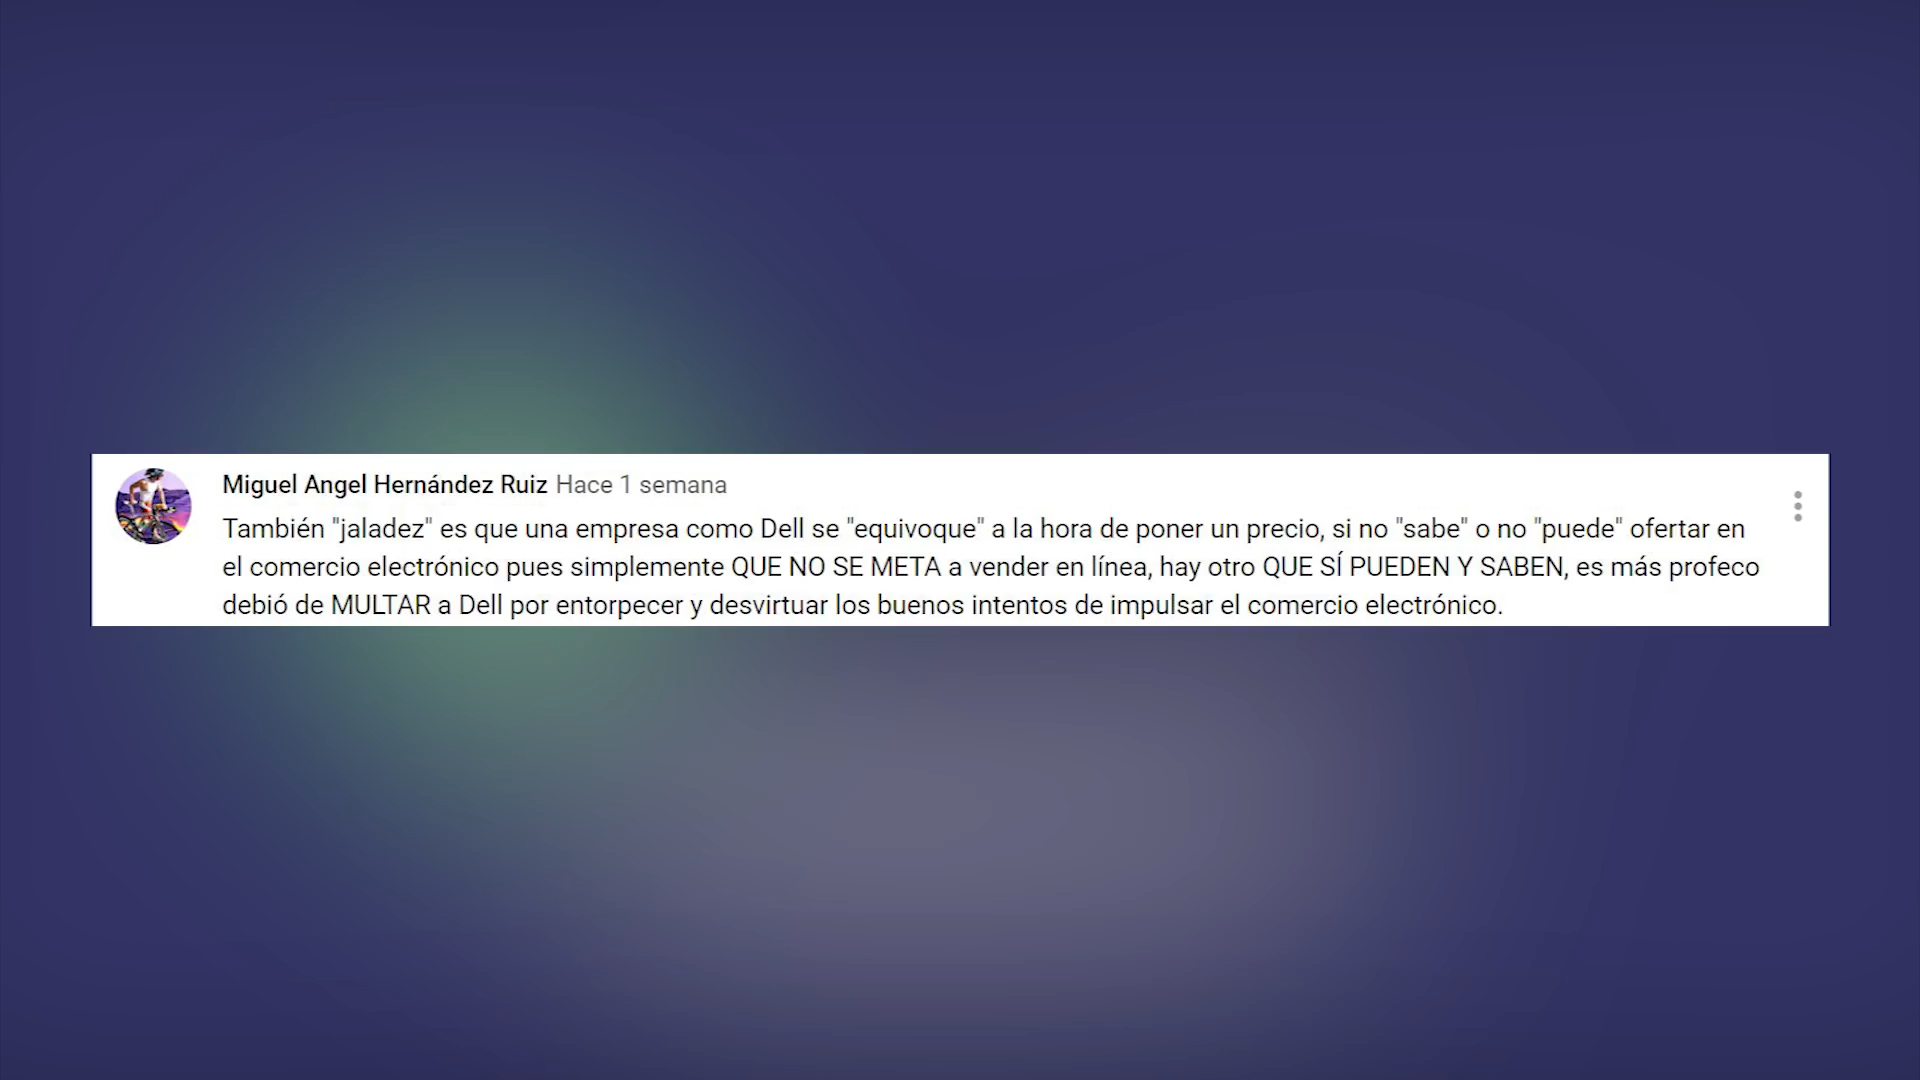 Miguel Angel Hernández Ruiz Hace 1 semana
También "jaladez" es que una empresa como Dell se "equivoque" a la hora de poner un precio, si no "sabe" o no "puede" ofertar en
el comercio electrónico pues simplemente QUE NO SE META a vender en línea, hay otro QUE SÍ PUEDEN Y SABEN, es más profeco
debió de MULTAR a Dell por entorpecer y desvirtuar los buenos intentos de impulsar el comercio electrónico.